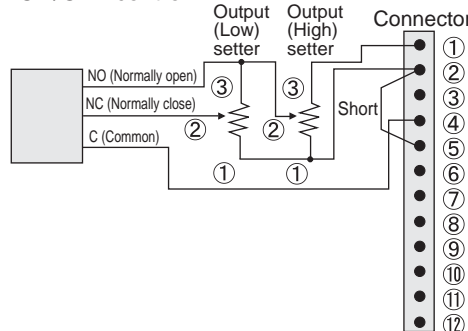 Output
(Low)
setter
Output
(High)
setter
Connector
NO (Normally open)
NC (Normally close)
C (Common)
③
②
①
③
②
①
Short
①
②
③
④
⑤
⑥
⑦
⑧
⑨
⑩
⑪
⑫